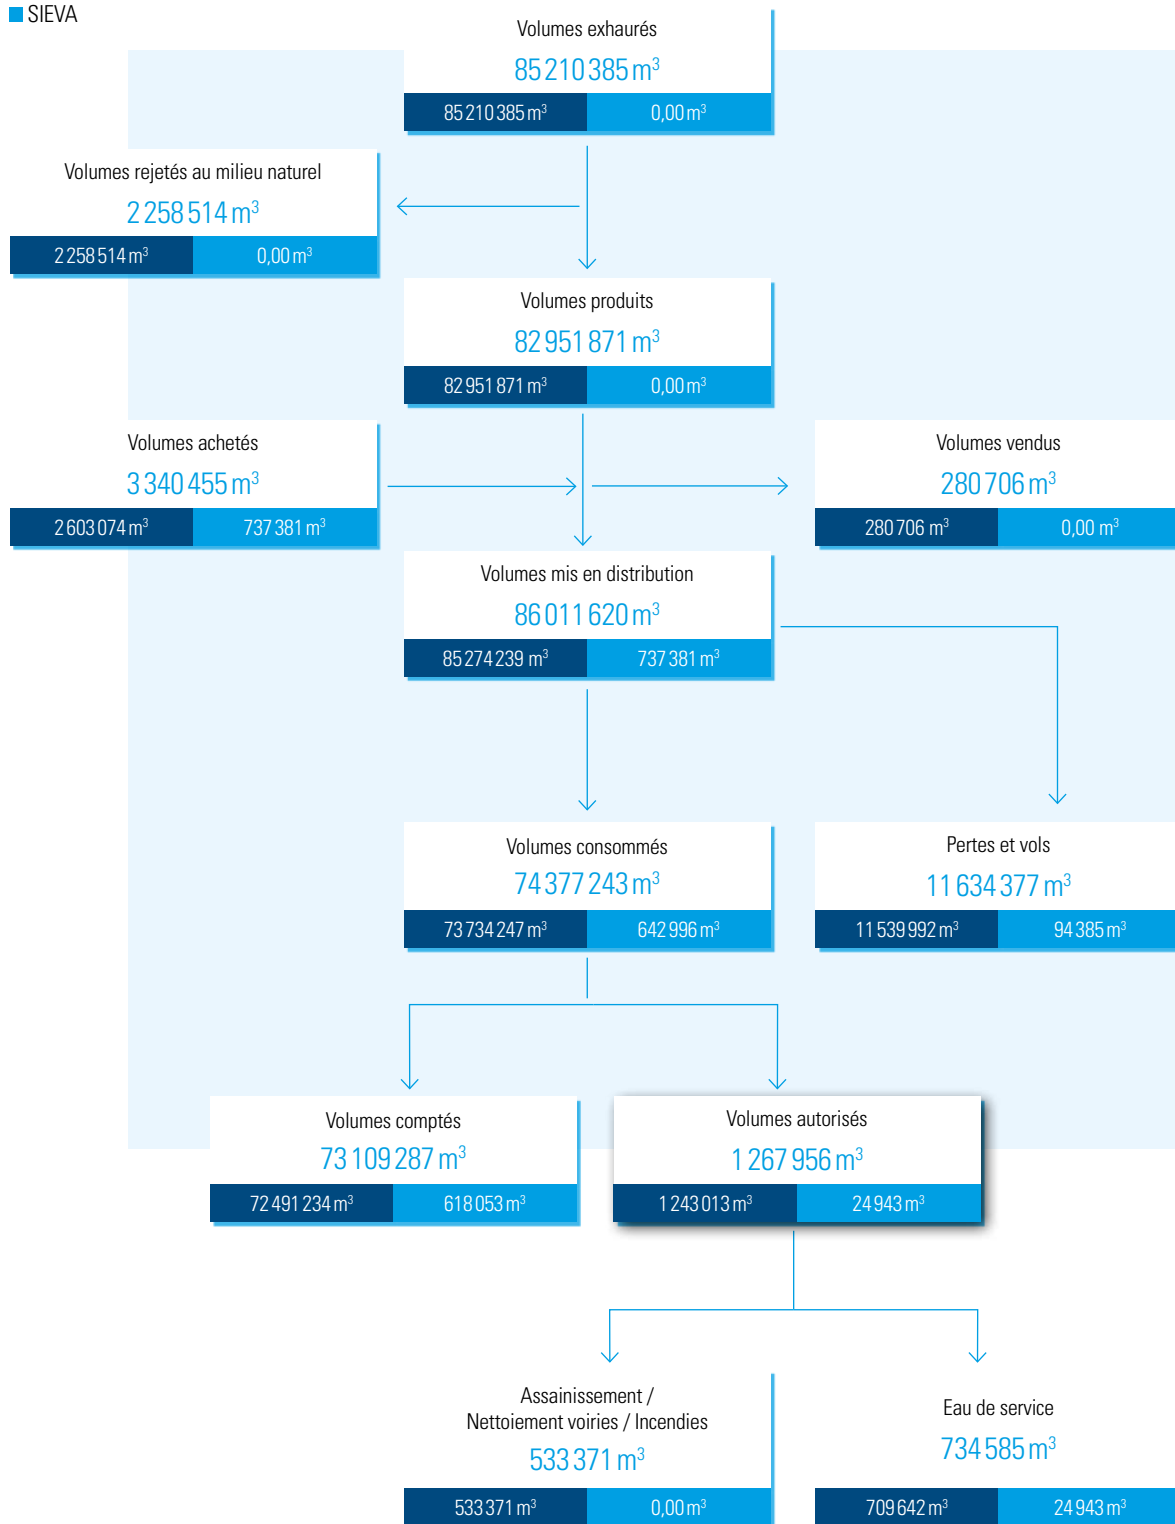 SIEVA
Volumes exhaurés
85 210 385 m³
85 210 385 m³ 0,00 m³
Volumes rejetés au milieu naturel
2 258 514 m³
2 258 514 m³ 0,00 m³
Volumes produits
82 951 871 m³
82 951 871 m³ 0,00 m³
Volumes achetés
3 340 455 m³
2 603 074 m³ 737 381 m³
Volumes vendus
280 706 m³
280 706 m³ 0,00 m³
Volumes mis en distribution
86 011 620 m³
85 274 239 m³ 737 381 m³
Volumes consommés
74 377 243 m³
73 734 247 m³ 642 996 m³
Pertes et vols
11 634 377 m³
11 539 992 m³ 94 385 m³
Volumes comptés
73 109 287 m³
72 491 234 m³ 618 053 m³
Volumes autorisés
1 267 956 m³
1 243 013 m³ 24 943 m³
Assainissement /
Nettoiement voiries / Incendies
533 371 m³
533 371 m³ 0,00 m³
Eau de service
734 585 m³
709 642 m³ 24 943 m³